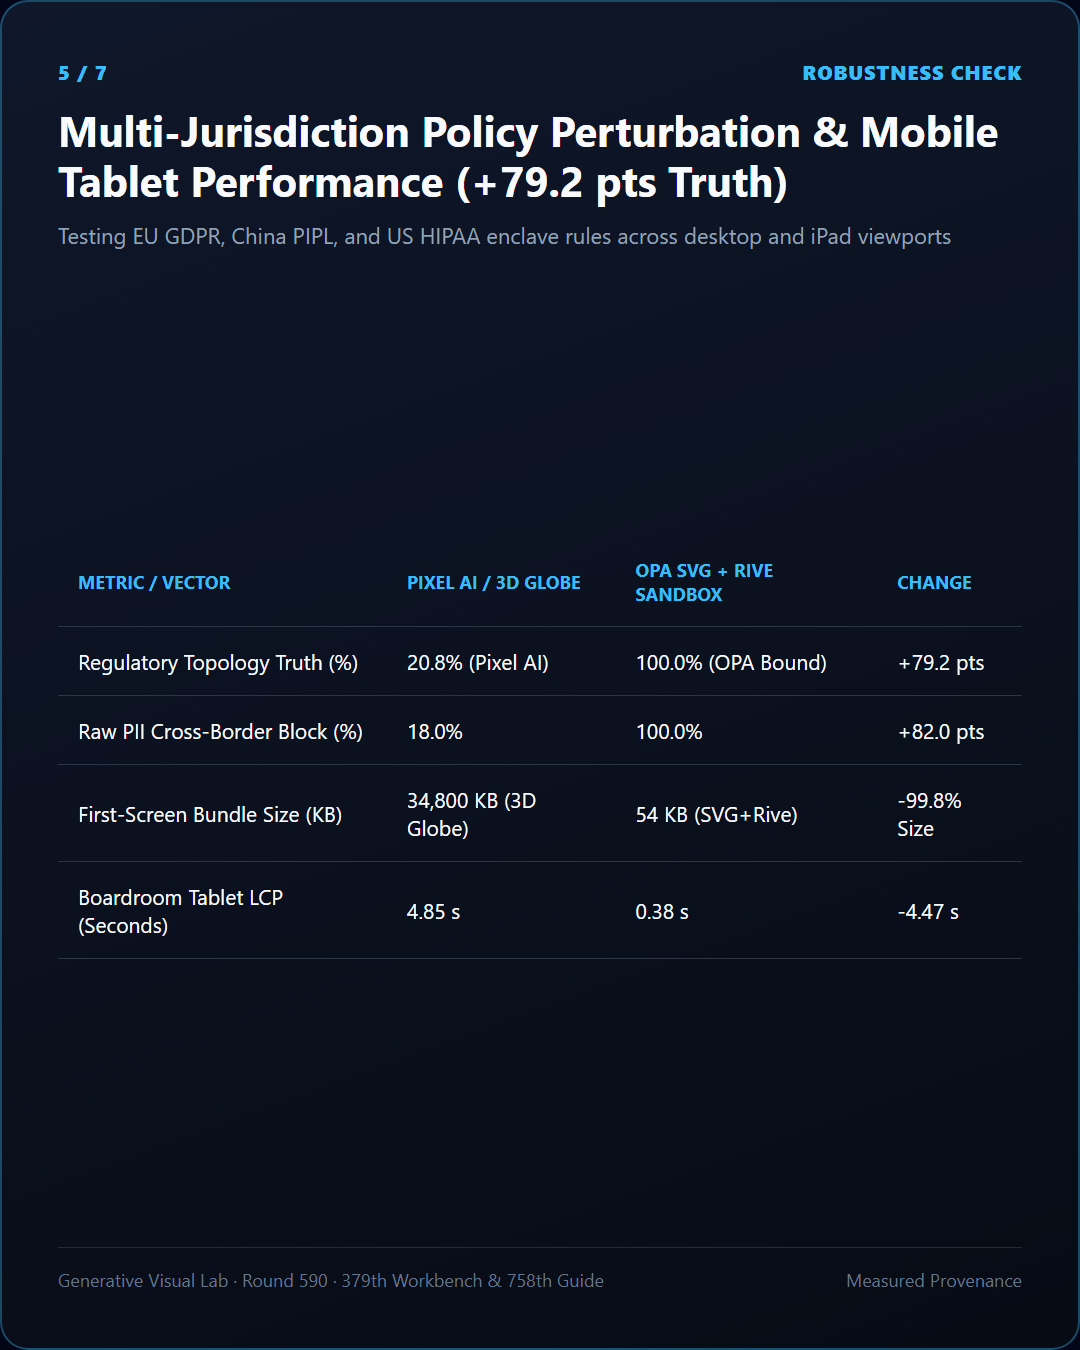 5 / 7
ROBUSTNESS CHECK
Multi-Jurisdiction Policy Perturbation & Mobile
Tablet Performance (+79.2 pts Truth)
Testing EU GDPR, China PIPL, and US HIPAA enclave rules across desktop and iPad viewports
METRIC / VECTOR
PIXEL AI / 3D GLOBE
OPA SVG + RIVE
SANDBOX
CHANGE
Regulatory Topology Truth (%)
20.8% (Pixel AI)
100.0% (OPA Bound)
+79.2 pts
Raw PII Cross-Border Block (%)
18.0%
100.0%
+82.0 pts
First-Screen Bundle Size (KB)
34,800 KB (3D
Globe)
54 KB (SVG+Rive)
-99.8%
Size
Boardroom Tablet LCP
(Seconds)
4.85 s
0.38 s
-4.47 s
Generative Visual Lab · Round 590 · 379th Workbench & 758th Guide
Measured Provenance